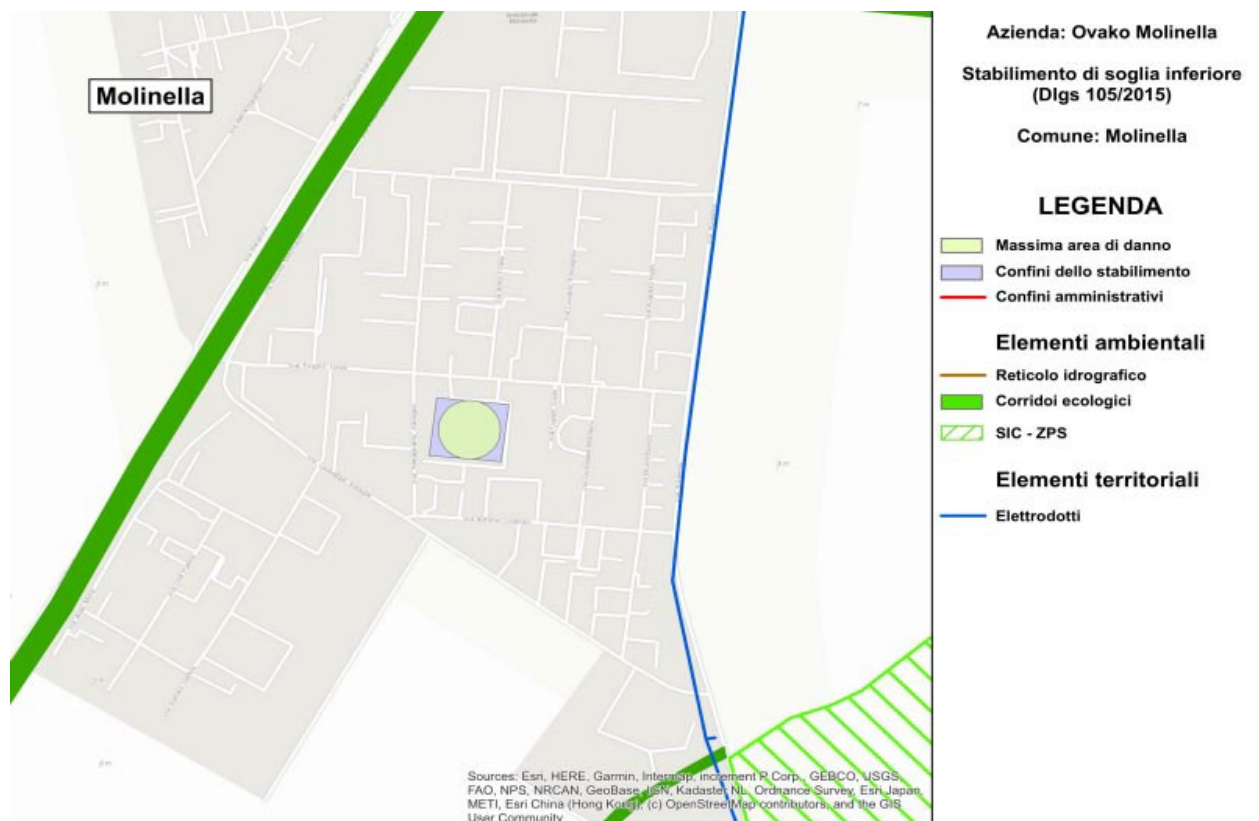 Molinella
Azienda: Ovako Molinella
Stabilimento di soglia inferiore
(Dlgs 105/2015)
Comune: Molinella
LEGENDA
Massima area di danno
Confini dello stabilimento
Confini amministrativi
Elementi ambientali
Reticolo idrografico
Corridoi ecologici
SIC - ZPS
Elementi territoriali
Elettrodotti
Sources: Esri, HERE, Garmin, Intermap, increment P Corp., GEBCO, USGS,
FAO, NPS, NRCAN, GeoBase, IGN, Kadaster NL, Ordnance Survey, Esri Japan,
METI, Esri China (Hong Kong), (c) OpenStreetMap contributors, and the GIS
User Community